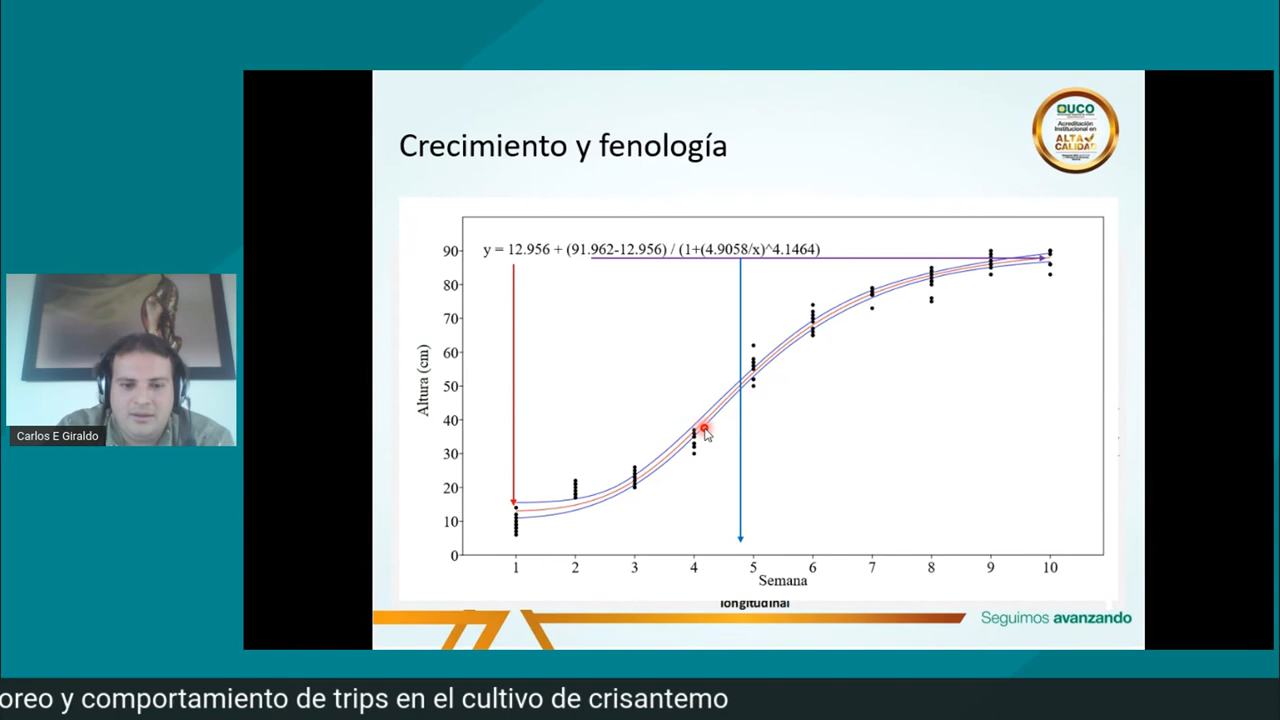 Crecimiento y fenología
UCO
Acreditación
Institucional en
ALTA
CALIDAD
y = 12.956 + (91.962-12.956) / (1+(4.9058/x)^4.1464)
90
80
70
60
50
40
30
20
10
0
Altura (cm)
1 2 3 4 5 6 7 8 9 10
Semana
longitudinal
Seguimos avanzando
Carlos E Giraldo
oreo y comportamiento de trips en el cultivo de crisantemo